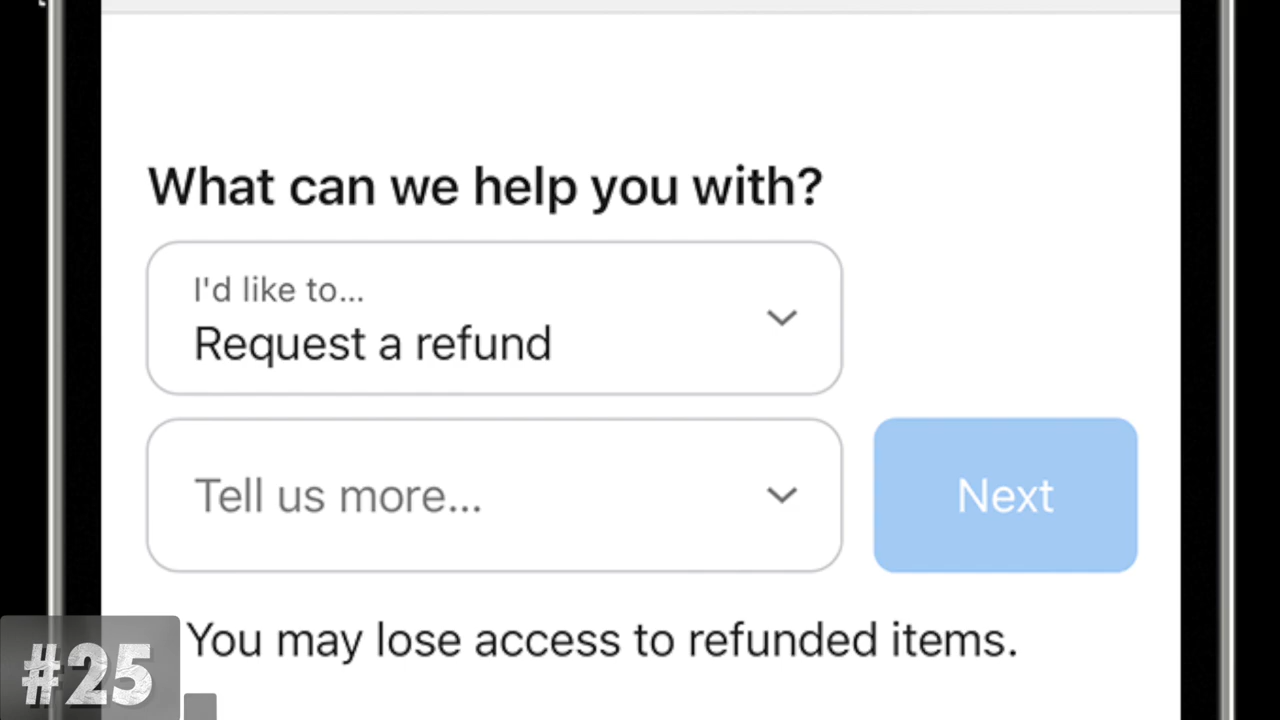 What can we help you with?
I'd like to...
Request a refund
Tell us more...
Next
You may lose access to refunded items.
#25